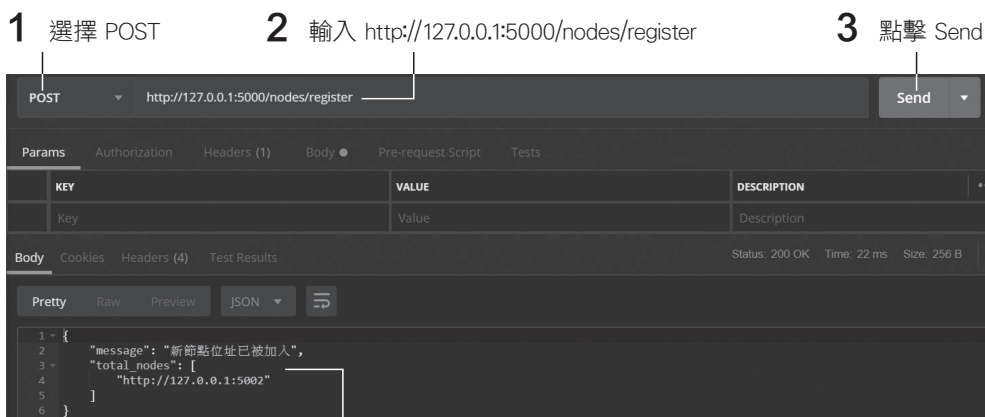 1 選擇 POST
2 輸入 http://127.0.0.1:5000/nodes/register
3 點擊 Send
POST http://127.0.0.1:5000/nodes/register Send
Params Authorization Headers (1) Body Pre-request Script Tests
KEY VALUE DESCRIPTION
Key Value Description
Body Cookies Headers (4) Test Results Status: 200 OK Time: 22 ms Size: 256 B
Pretty Raw Preview JSON
1 {
2 "message": "新節點位址已被加入",
3 "total_nodes": [
4 "http://127.0.0.1:5002"
5 ]
6 }